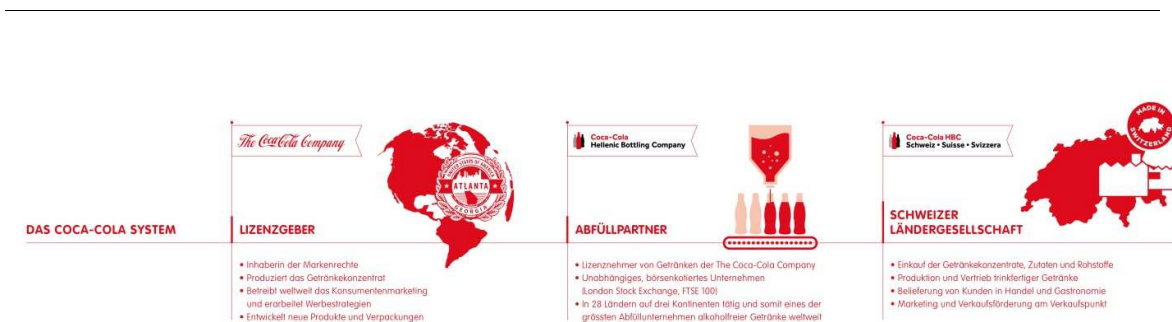 The Coca-Cola Company
UNITED STATES OF AMERICA
ATLANTA
GEORGIA
Coca-Cola
Hellenic Bottling Company
Coca-Cola HBC
Schweiz • Suisse • Svizzera
MADE IN
SWITZERLAND
DAS COCA-COLA SYSTEM
LIZENZGEBER
• Inhaberin der Markenrechte
• Produziert das Getränkekonzentrat
• Betreibt weltweit das Konsumentenmarketing
und erarbeitet Werbestrategien
• Entwickelt neue Produkte und Verpackungen
ABFÜLLPARTNER
• Lizenznehmer von Getränken der The Coca-Cola Company
• Unabhängiges, börsenkotiertes Unternehmen
(London Stock Exchange, FTSE 100)
• In 28 Ländern auf drei Kontinenten tätig und somit eines der
grössten Abfüllunternehmen alkoholfreier Getränke weltweit
SCHWEIZER
LÄNDERGESELLSCHAFT
• Einkauf der Getränkekonzentrate, Zutaten und Rohstoffe
• Produktion und Vertrieb trinkfertiger Getränke
• Belieferung von Kunden in Handel und Gastronomie
• Marketing und Verkaufsförderung am Verkaufspunkt